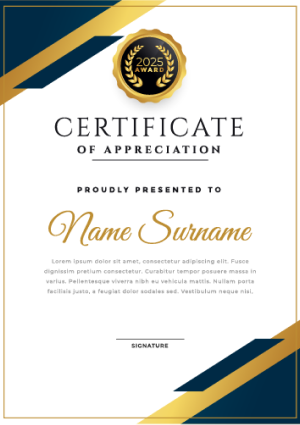 2025
AWARD
CERTIFICATE
OF APPRECIATION
PROUDLY PRESENTED TO
Name Surname
Lorem ipsum dolor sit amet, consectetur adipiscing elit. Fusce
dignissim consectetur efficitur. Curabitur tempor vehicula massa in
varius. Pellentesque viverra nibh eu vehicula mattis. Nullam porta
facilisis justo, a feugiat dolor sodales sed. Vestibulum neque nisi.
SIGNATURE